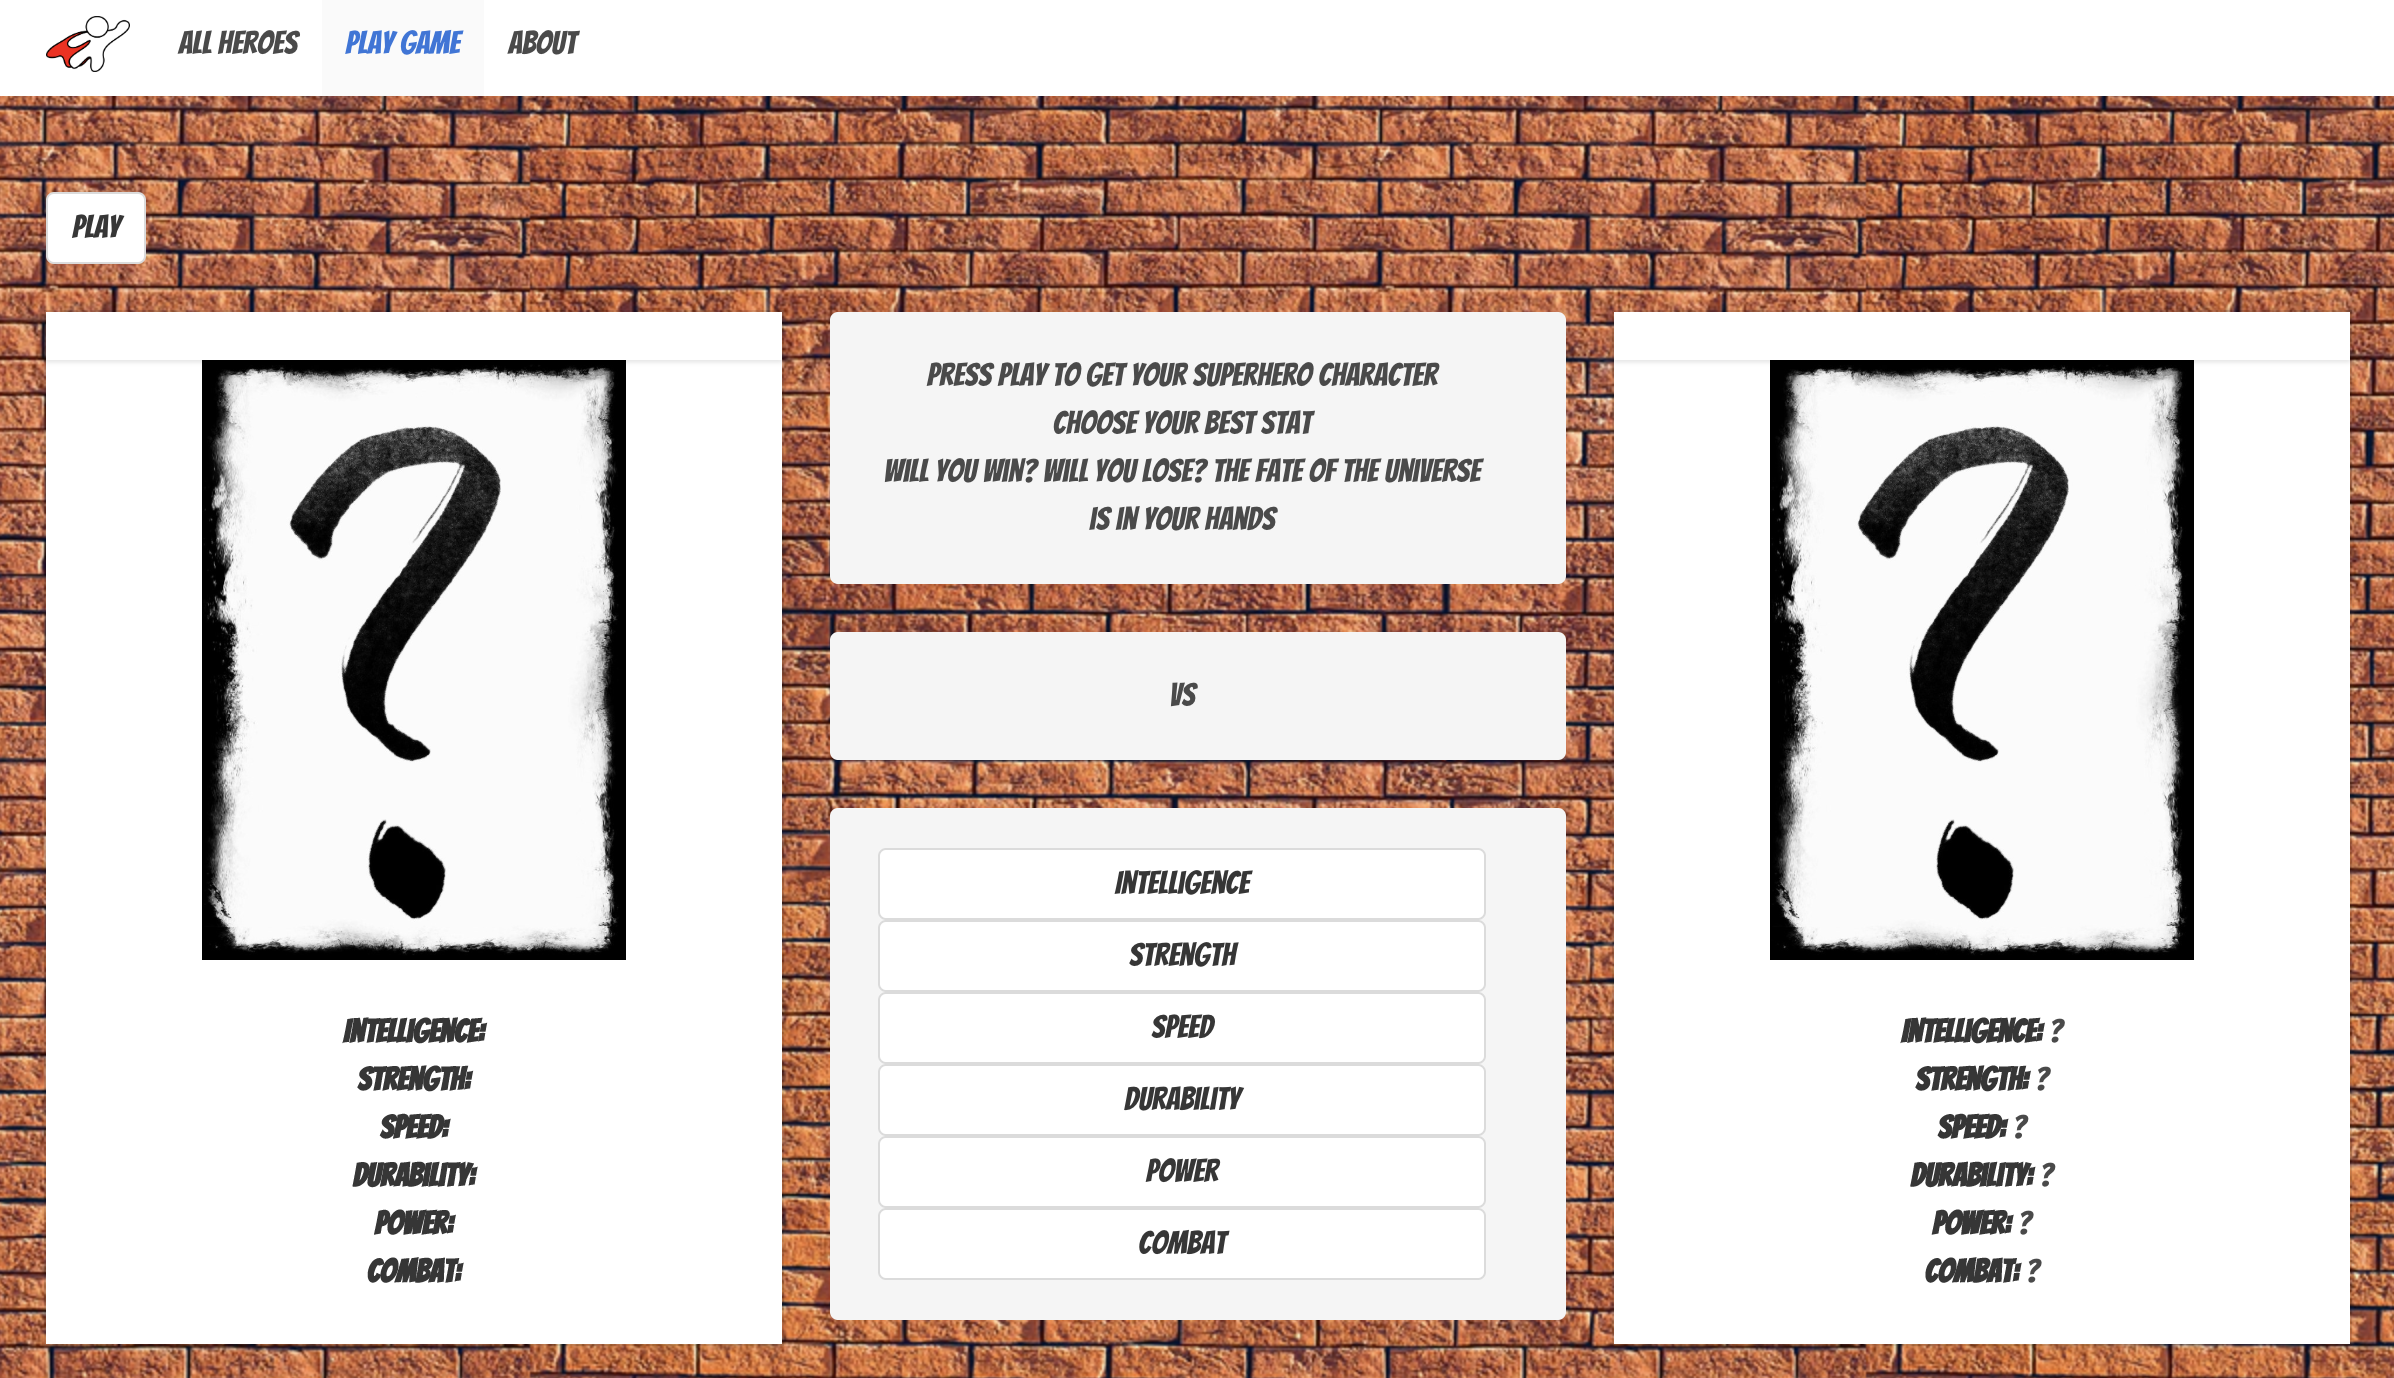 ALL HEROES PLAY GAME ABOUT
PLAY
INTELLIGENCE:
STRENGTH:
SPEED:
DURABILITY:
POWER:
COMBAT:
PRESS PLAY TO GET YOUR SUPERHERO CHARACTER
CHOOSE YOUR BEST STAT
WILL YOU WIN? WILL YOU LOSE? THE FATE OF THE UNIVERSE
IS IN YOUR HANDS
VS
INTELLIGENCE
STRENGTH
SPEED
DURABILITY
POWER
COMBAT
?
?
INTELLIGENCE: ?
STRENGTH: ?
SPEED: ?
DURABILITY: ?
POWER: ?
COMBAT: ?